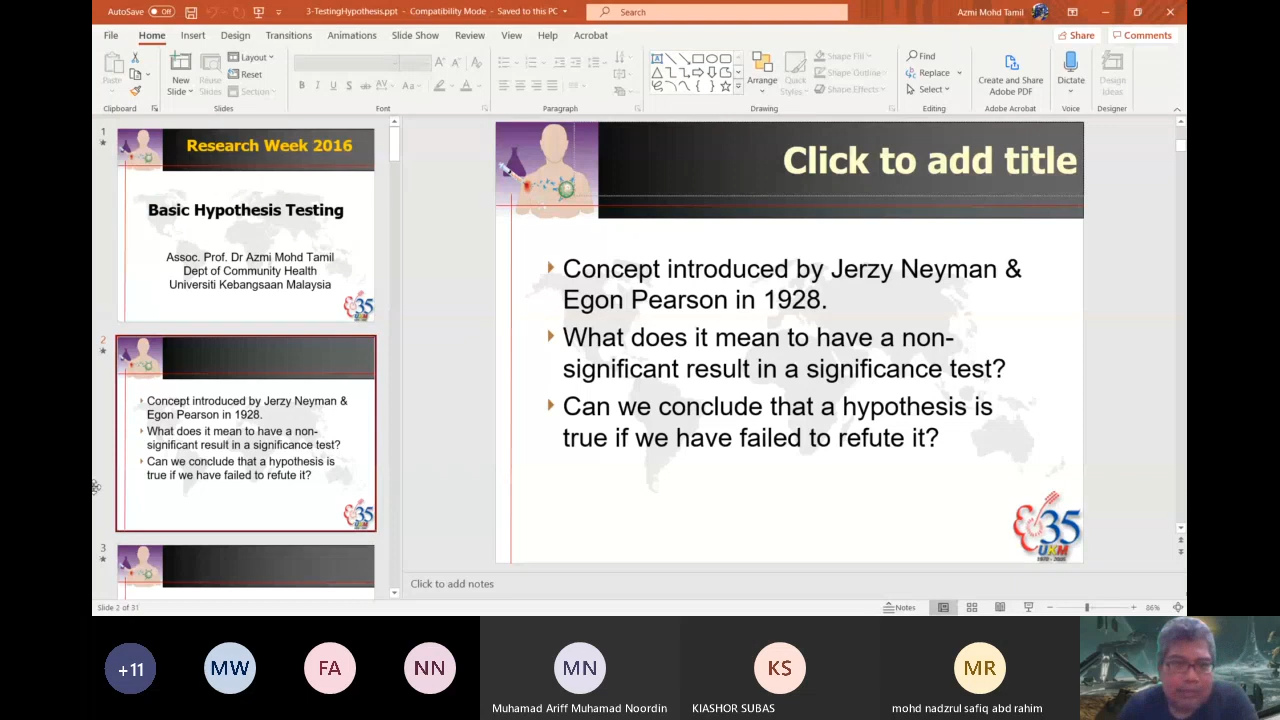 AutoSave Off
3-TestingHypothesis.ppt - Compatibility Mode - Saved to this PC
Search
Azmi Mohd Tamil
File Home Insert Design Transitions Animations Slide Show Review View Help Acrobat
Share Comments
Paste
New
Slide
Reuse
Slides
Layout
Reset
Section
B I U S ab AV Aa A
Arrange
Quick
Styles
Shape Fill
Shape Outline
Shape Effects
Find
Replace
Select
Create and Share
Adobe PDF
Dictate
Design
Ideas
Clipboard Slides Font Paragraph Drawing Editing Adobe Acrobat Voice Designer
1
Research Week 2016
Basic Hypothesis Testing
Assoc. Prof. Dr Azmi Mohd Tamil
Dept of Community Health
Universiti Kebangsaan Malaysia
35
2
Concept introduced by Jerzy Neyman &
Egon Pearson in 1928.
What does it mean to have a non-
significant result in a significance test?
Can we conclude that a hypothesis is
true if we have failed to refute it?
35
3
Click to add title
Concept introduced by Jerzy Neyman &
Egon Pearson in 1928.
What does it mean to have a non-
significant result in a significance test?
Can we conclude that a hypothesis is
true if we have failed to refute it?
35
UKM
Click to add notes
Slide 2 of 31
Notes
86%
+11
MW
FA
NN
MN
KS
MR
Muhamad Ariff Muhamad Noordin
KIASHOR SUBAS
mohd nadzrul safiq abd rahim